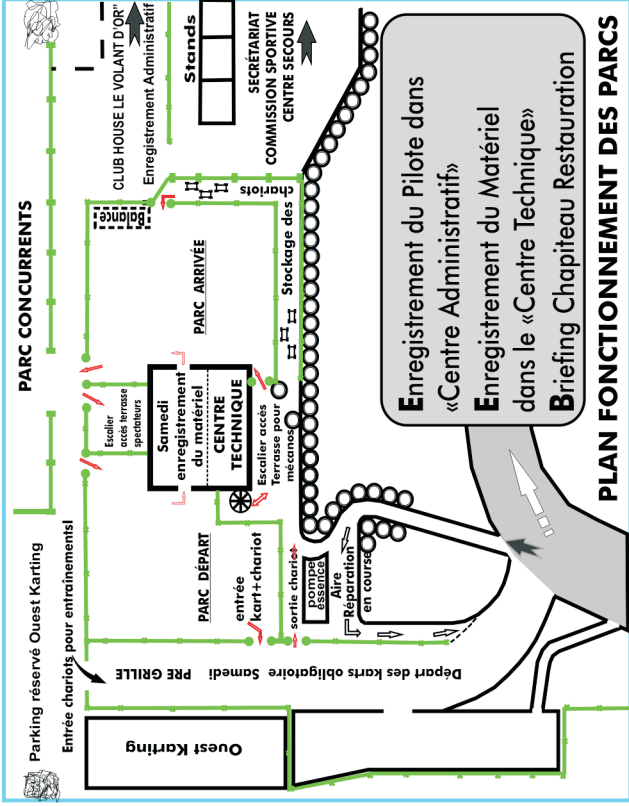 PLAN FONCTIONNEMENT DES PARCS
PARC CONCURRENTS
Parking réservé Ouest Karting
Entrée chariots pour entrainements!
CLUB HOUSE LE VOLANT D'OR"
Enregistrement Administratif
Stands
SECRÉTARIAT
COMMISSION SPORTIVE
CENTRE SECOURS
Balance
Stockage des
chariots
PARC ARRIVÉE
Escalier
accès terrasse
spectateurs
Samedi
enregistrement
du matériel
CENTRE
TECHNIQUE
Escalier accès
Terrasse pour
mécanos
PARC DÉPART
entrée
kart+chariot
sortie chariot
pompe
essence
Aire
Réparation
en course
Départ des karts obligatoire Samedi PRE GRILLE
Ouest Karting
Enregistrement du Pilote dans
«Centre Administratif»
Enregistrement du Matériel
dans le «Centre Technique»
Briefing Chapiteau Restauration